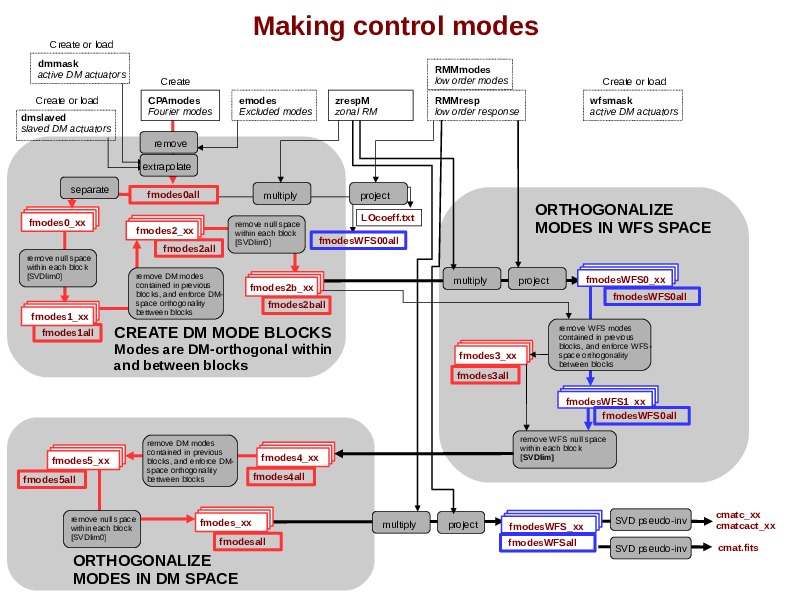 Making control modes
Create or load
dmmask
active DM actuators
Create or load
dmslaved
slaved DM actuators
Create
CPAmodes
Fourier modes
emodes
Excluded modes
zrespM
zonal RM
RMMmodes
low order modes
RMMresp
low order response
Create or load
wfsmask
active DM actuators
remove
extrapolate
separate
fmodes0all
multiply
project
LOcoeff.txt
fmodesWFS00all
fmodes0_xx
remove null space
within each block
[SVDlim0]
fmodes1_xx
fmodes1all
fmodes2_xx
fmodes2all
remove DM modes
contained in previous
blocks, and enforce DM-
space orthogonality
between blocks
remove null space
within each block
[SVDlim0]
fmodes2b_xx
fmodes2ball
CREATE DM MODE BLOCKS
Modes are DM-orthogonal within
and between blocks
ORTHOGONALIZE
MODES IN WFS SPACE
multiply
project
fmodesWFS0_xx
fmodesWFS0all
remove WFS modes
contained in previous
blocks, and enforce WFS-
space orthogonality
between blocks
fmodes3_xx
fmodes3all
fmodesWFS1_xx
fmodesWFS0all
remove WFS null space
within each block
[SVDlim]
fmodes5_xx
fmodes5all
remove DM modes
contained in previous
blocks, and enforce DM-
space orthogonality
between blocks
fmodes4_xx
fmodes4all
remove null space
within each block
[SVDlim0]
fmodes_xx
fmodesall
ORTHOGONALIZE
MODES IN DM SPACE
multiply
project
fmodesWFS_xx
fmodesWFSall
SVD pseudo-inv
cmatc_xx
cmatcact_xx
SVD pseudo-inv
cmat.fits